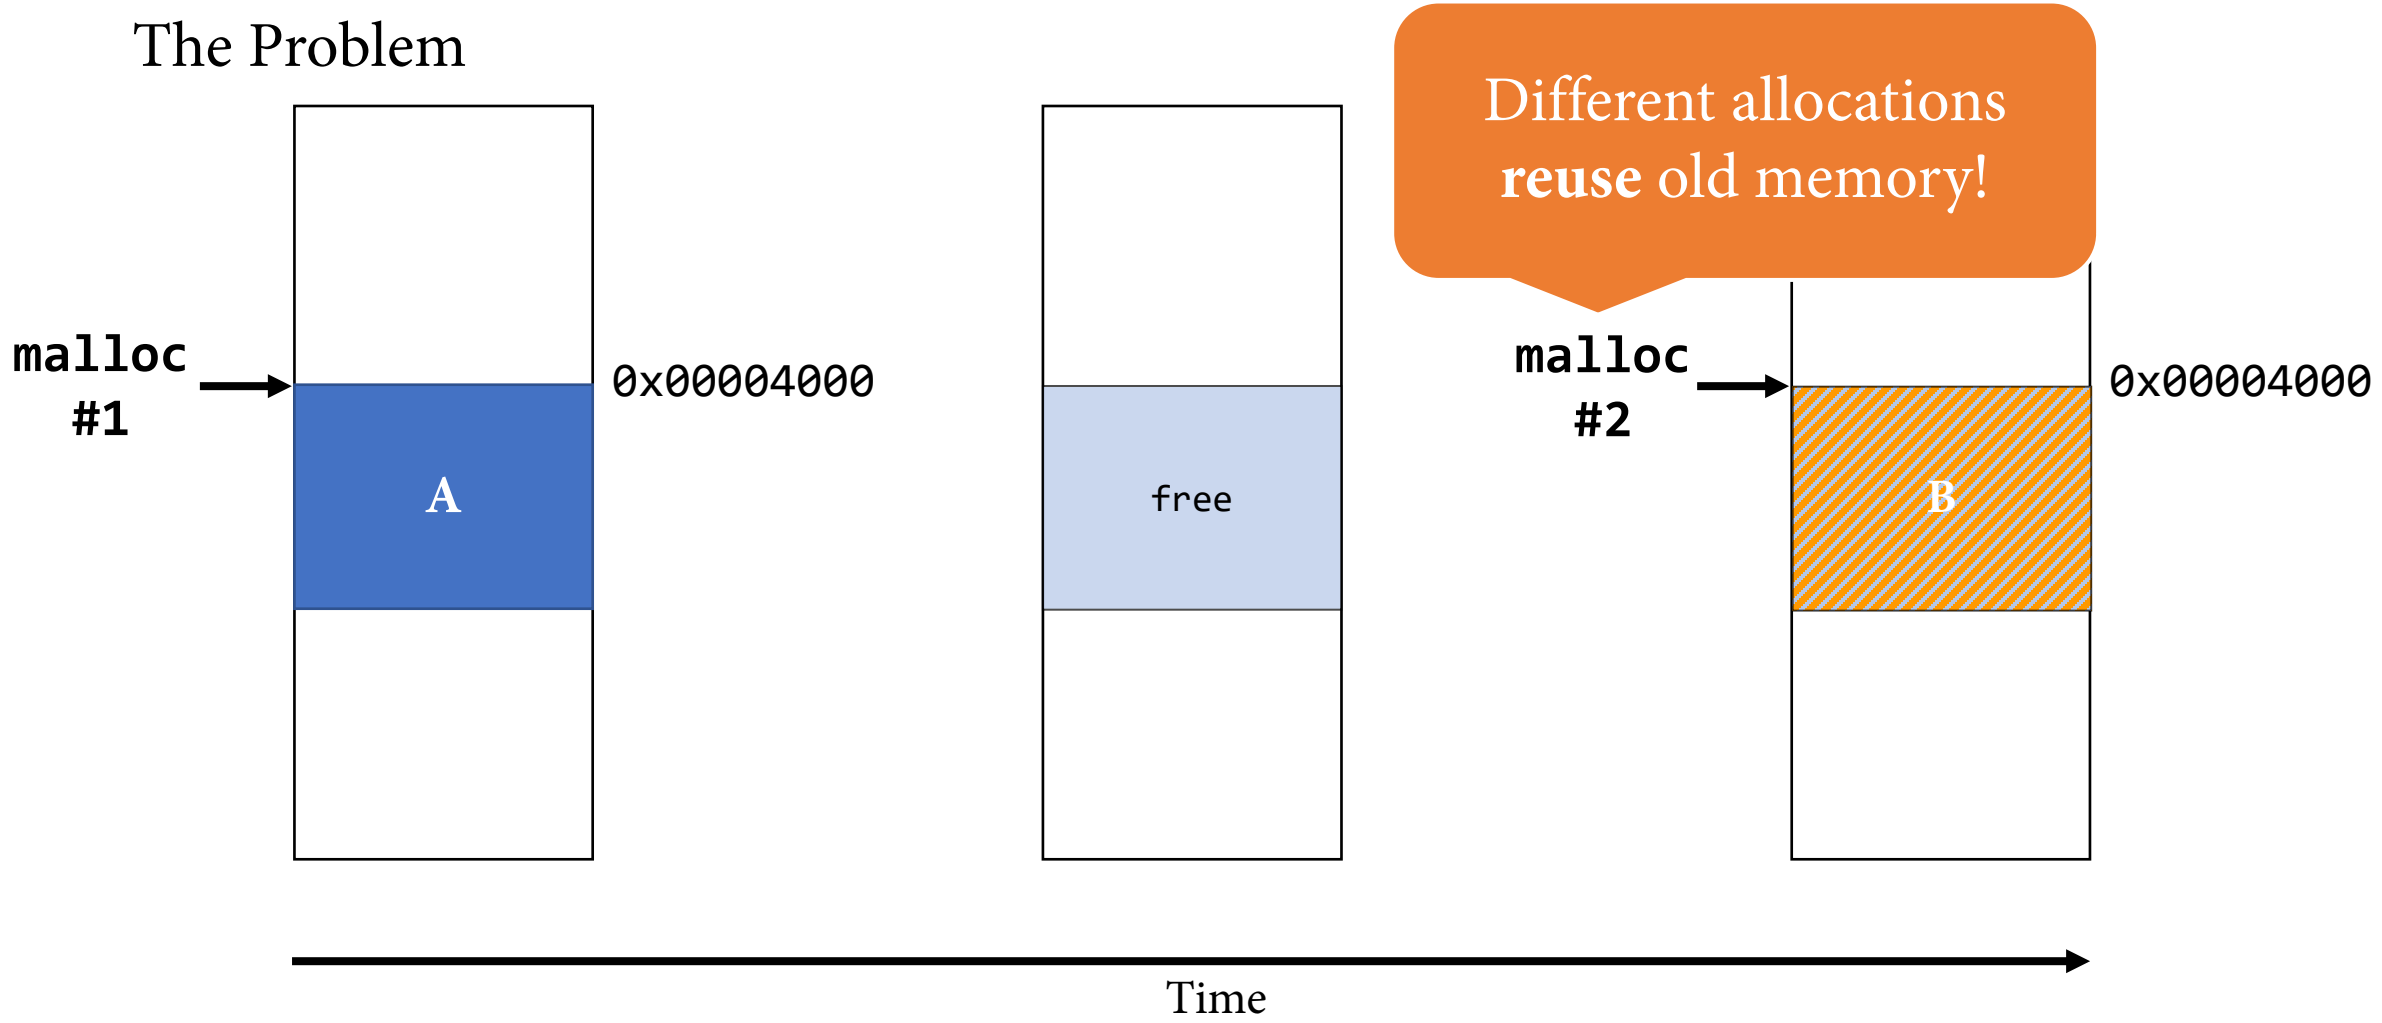 The Problem
Different allocations
reuse old memory!
malloc
#1
0x00004000
A
free
malloc
#2
0x00004000
B
Time